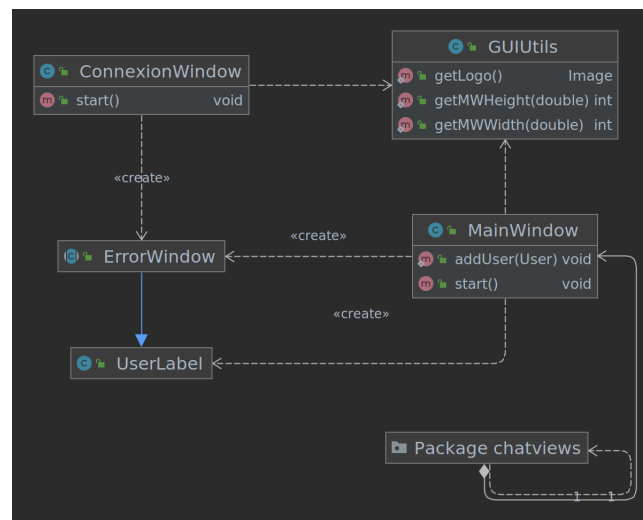 GUIUtils
ConnexionWindow
getLogo() Image
start() void
getMWHeight(double) int
getMWWidth(double) int
«create»
MainWindow
«create»
ErrorWindow
addUser(User) void
start() void
«create»
UserLabel
Package chatviews
1 1